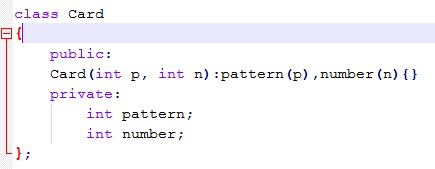 class Card
{
    public:
    Card(int p, int n):pattern(p),number(n){}
    private:
        int pattern;
        int number;
};